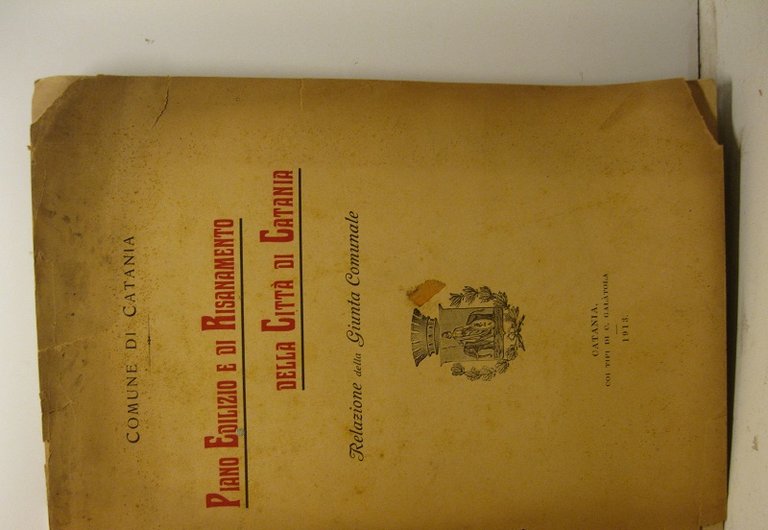 COMUNE DI CATANIA
PIANO EDILIZIO E DI RISANAMENTO
DELLA CITTÀ DI CATANIA
Relazione della Giunta Comunale
CATANIA,
COI TIPI DI C. GALÀTOLA
1913.